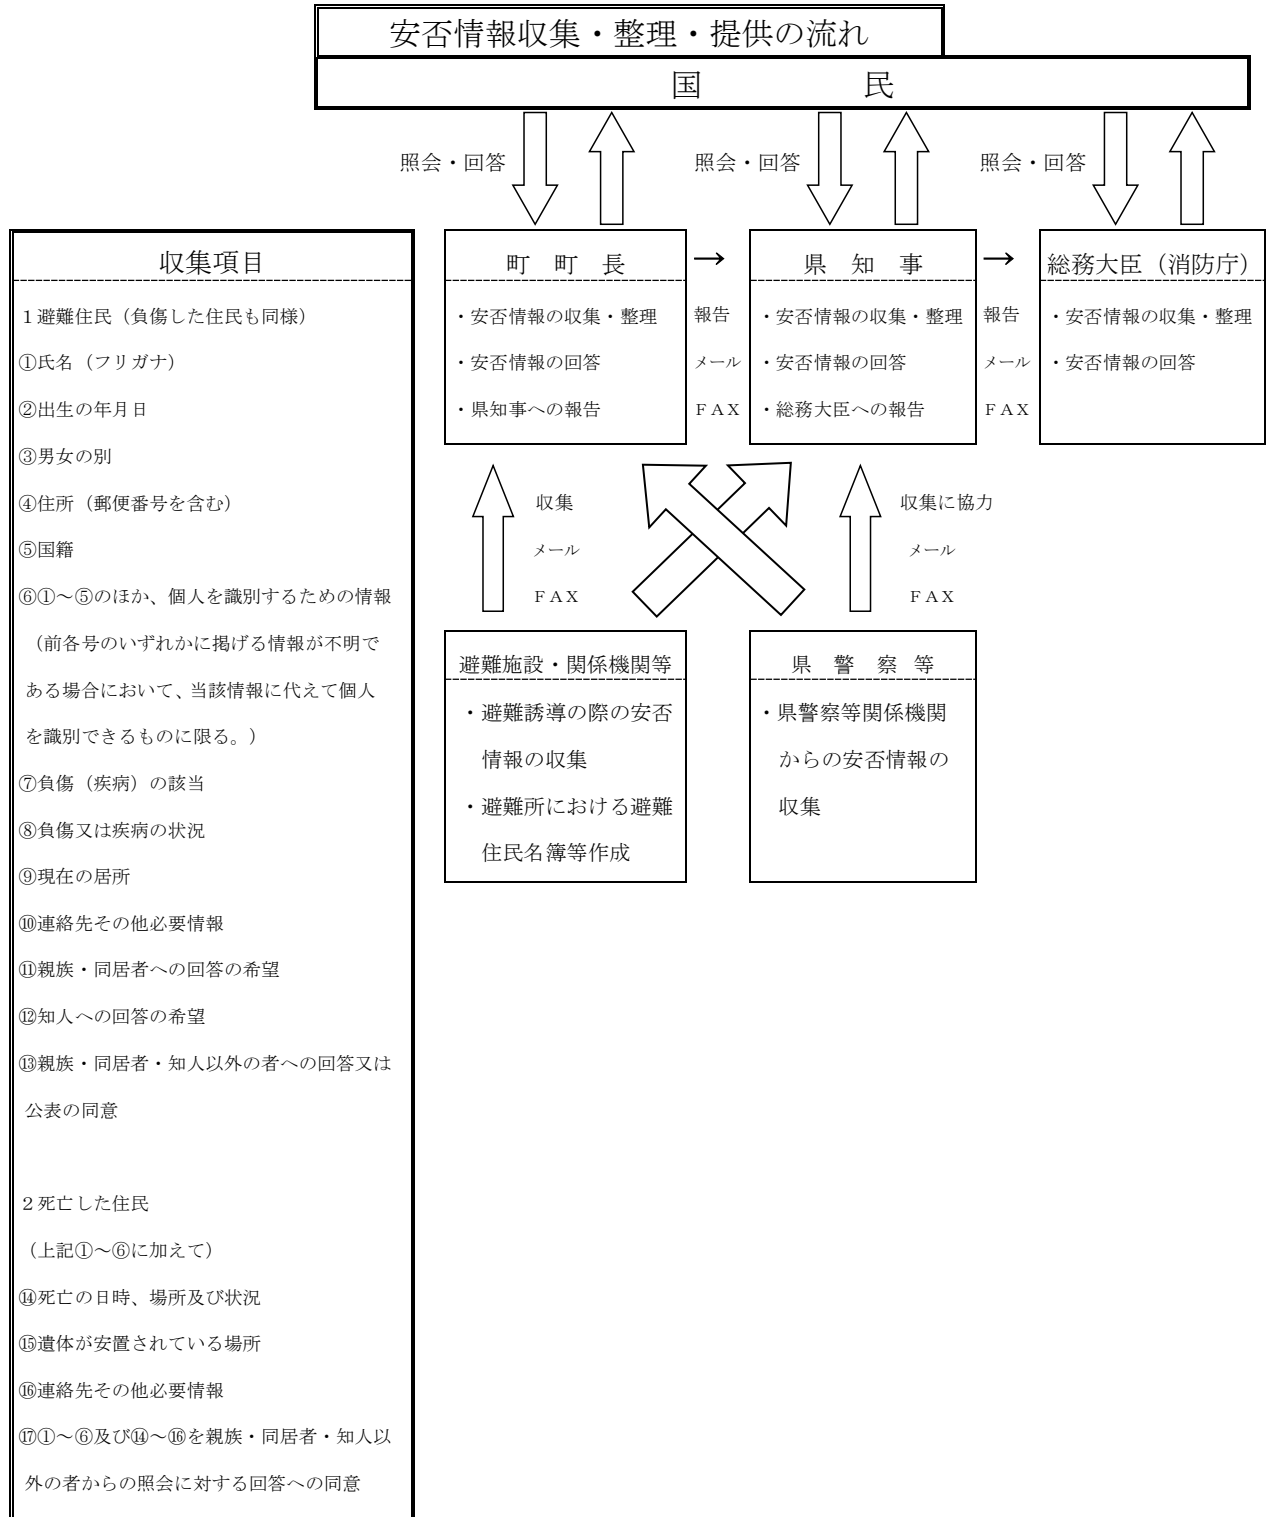 安否情報収集・整理・提供の流れ
国　民
照会・回答
照会・回答
照会・回答
収集項目
１避難住民（負傷した住民も同様）
①氏名（フリガナ）
②出生の年月日
③男女の別
④住所（郵便番号を含む）
⑤国籍
⑥①～⑤のほか、個人を識別するための情報
（前各号のいずれかに掲げる情報が不明で
ある場合において、当該情報に代えて個人
を識別できるものに限る。）
⑦負傷（疾病）の該当
⑧負傷又は疾病の状況
⑨現在の居所
⑩連絡先その他必要情報
⑪親族・同居者への回答の希望
⑫知人への回答の希望
⑬親族・同居者・知人以外の者への回答又は
公表の同意
２死亡した住民
（上記①～⑥に加えて）
⑭死亡の日時、場所及び状況
⑮遺体が安置されている場所
⑯連絡先その他必要情報
⑰①～⑥及び⑭～⑯を親族・同居者・知人以
外の者からの照会に対する回答への同意
町　町　長
・安否情報の収集・整理
・安否情報の回答
・県知事への報告
→
報告
メール
ＦＡＸ
県　知　事
・安否情報の収集・整理
・安否情報の回答
・総務大臣への報告
→
報告
メール
ＦＡＸ
総務大臣（消防庁）
・安否情報の収集・整理
・安否情報の回答
収集
メール
ＦＡＸ
収集に協力
メール
ＦＡＸ
避難施設・関係機関等
・避難誘導の際の安否
情報の収集
・避難所における避難
住民名簿等作成
県　警　察　等
・県警察等関係機関
からの安否情報の
収集